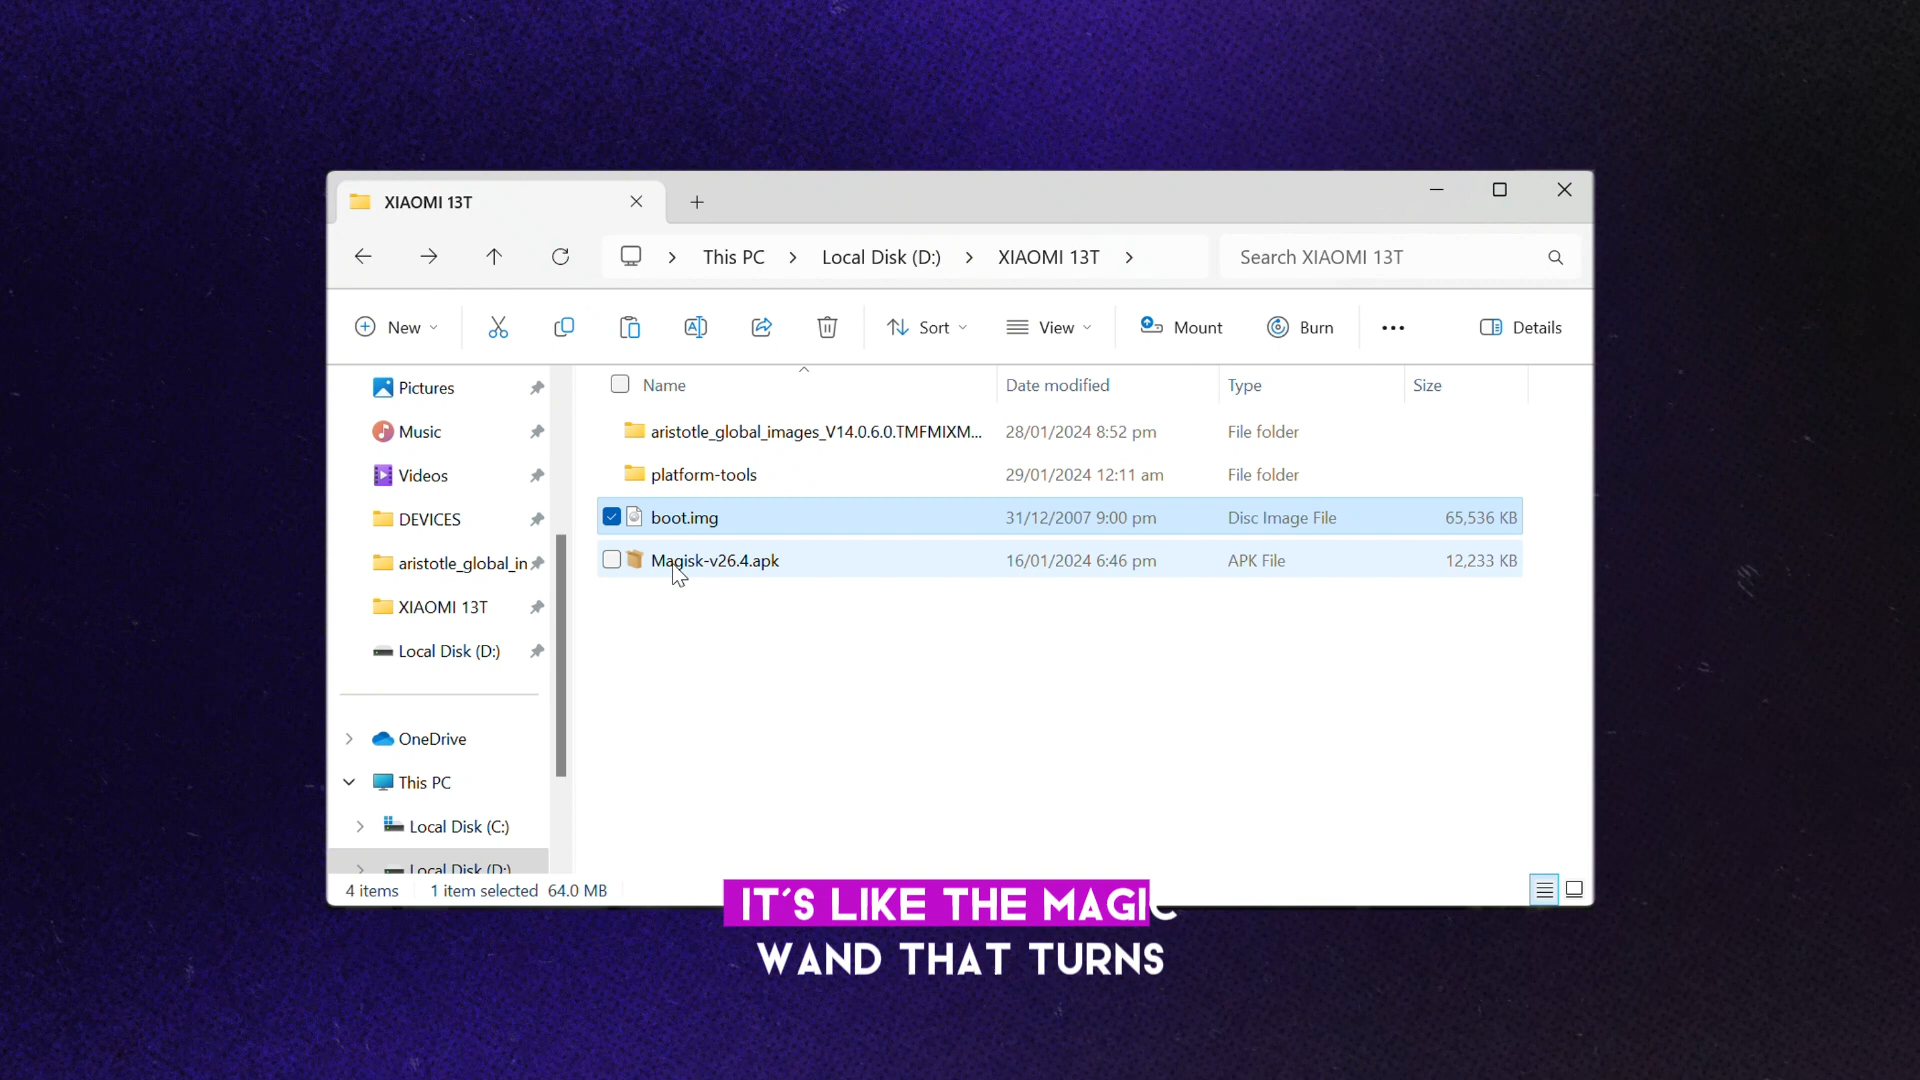 XIAOMI 13T
This PC
Local Disk (D:)
XIAOMI 13T
Search XIAOMI 13T
New
Sort
View
Mount
Burn
Details
Name
Date modified
Type
Size
Pictures
Music
Videos
DEVICES
aristotle_global_in
XIAOMI 13T
Local Disk (D:)
OneDrive
This PC
Local Disk (C:)
Local Disk (D:)
aristotle_global_images_V14.0.6.0.TMFMIXM... 28/01/2024 8:52 pm File folder
platform-tools 29/01/2024 12:11 am File folder
boot.img 31/12/2007 9:00 pm Disc Image File 65,536 KB
Magisk-v26.4.apk 16/01/2024 6:46 pm APK File 12,233 KB
4 items 1 item selected 64.0 MB
IT'S LIKE THE MAGIC
WAND THAT TURNS